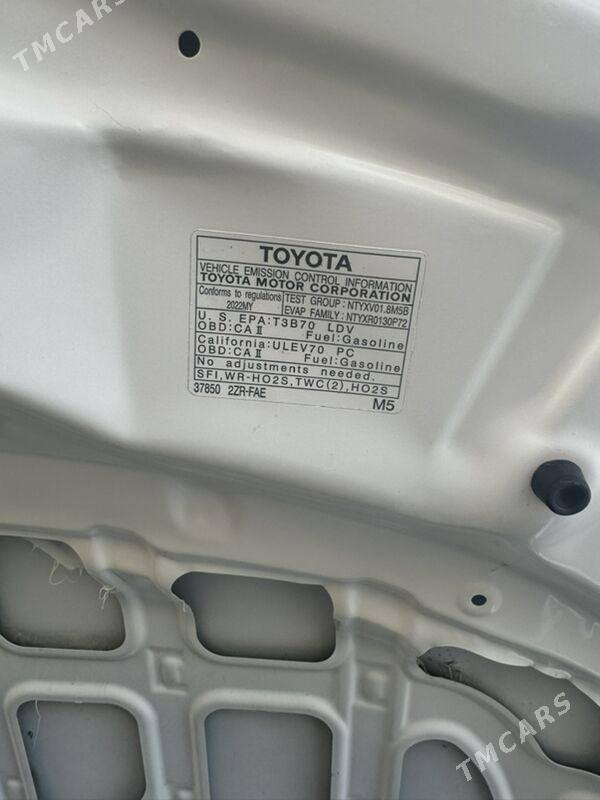 TMCARS
TOYOTA
VEHICLE EMISSION CONTROL INFORMATION
TOYOTA MOTOR CORPORATION
Conforms to regulations
2022MY
TEST GROUP : NTYXV01.8M5B
EVAP FAMILY : NTYXR0130P72
U. S. EPA:T3B70 LDV
OBD:CA II Fuel:Gasoline
California:ULEV70 PC
OBD:CA II Fuel:Gasoline
No adjustments needed.
SFI,WR-HO2S,TWC(2),HO2S
37850 2ZR-FAE M5
TMCARS